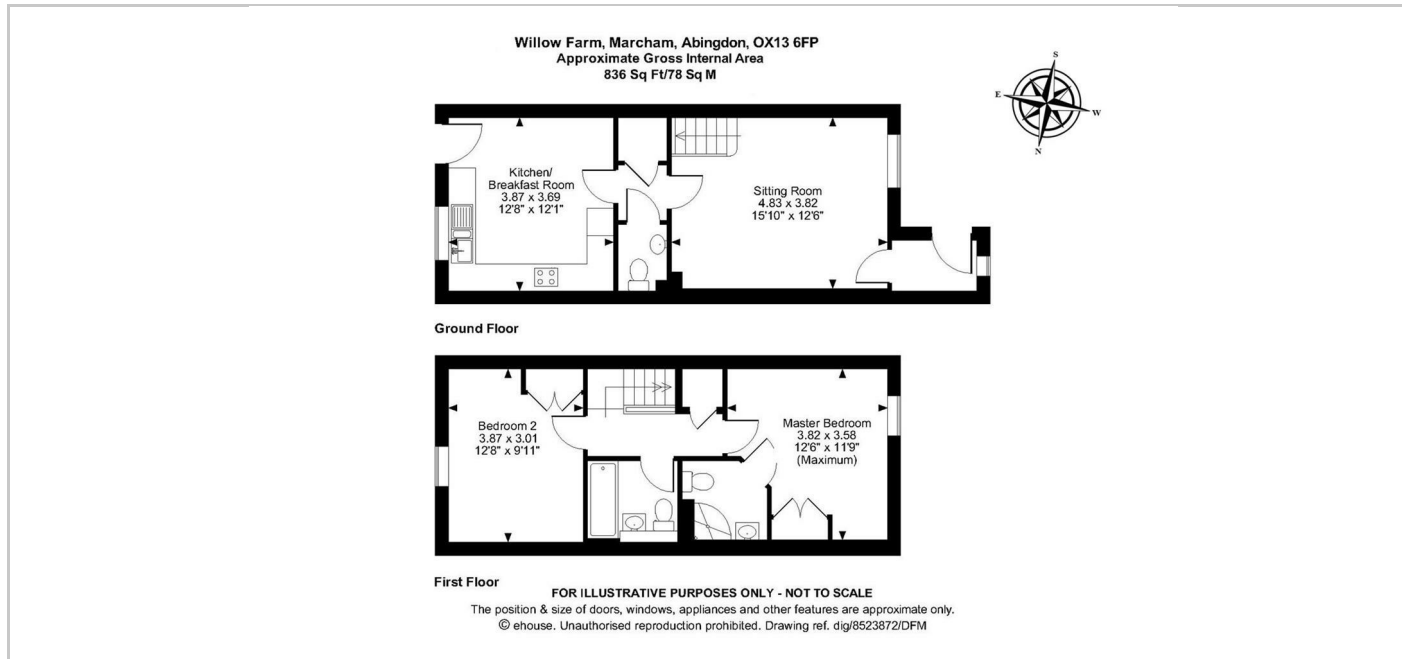 Willow Farm, Marcham, Abingdon, OX13 6FP
Approximate Gross Internal Area
836 Sq Ft/78 Sq M
S
E
W
N
Kitchen/
Breakfast Room
3.87 x 3.69
12'8" x 12'1"
Sitting Room
4.83 x 3.82
15'10" x 12'6"
Ground Floor
Bedroom 2
3.87 x 3.01
12'8" x 9'11"
Master Bedroom
3.82 x 3.58
12'6" x 11'9"
(Maximum)
First Floor
FOR ILLUSTRATIVE PURPOSES ONLY - NOT TO SCALE
The position & size of doors, windows, appliances and other features are approximate only.
© ehouse. Unauthorised reproduction prohibited. Drawing ref. dig/8523872/DFM